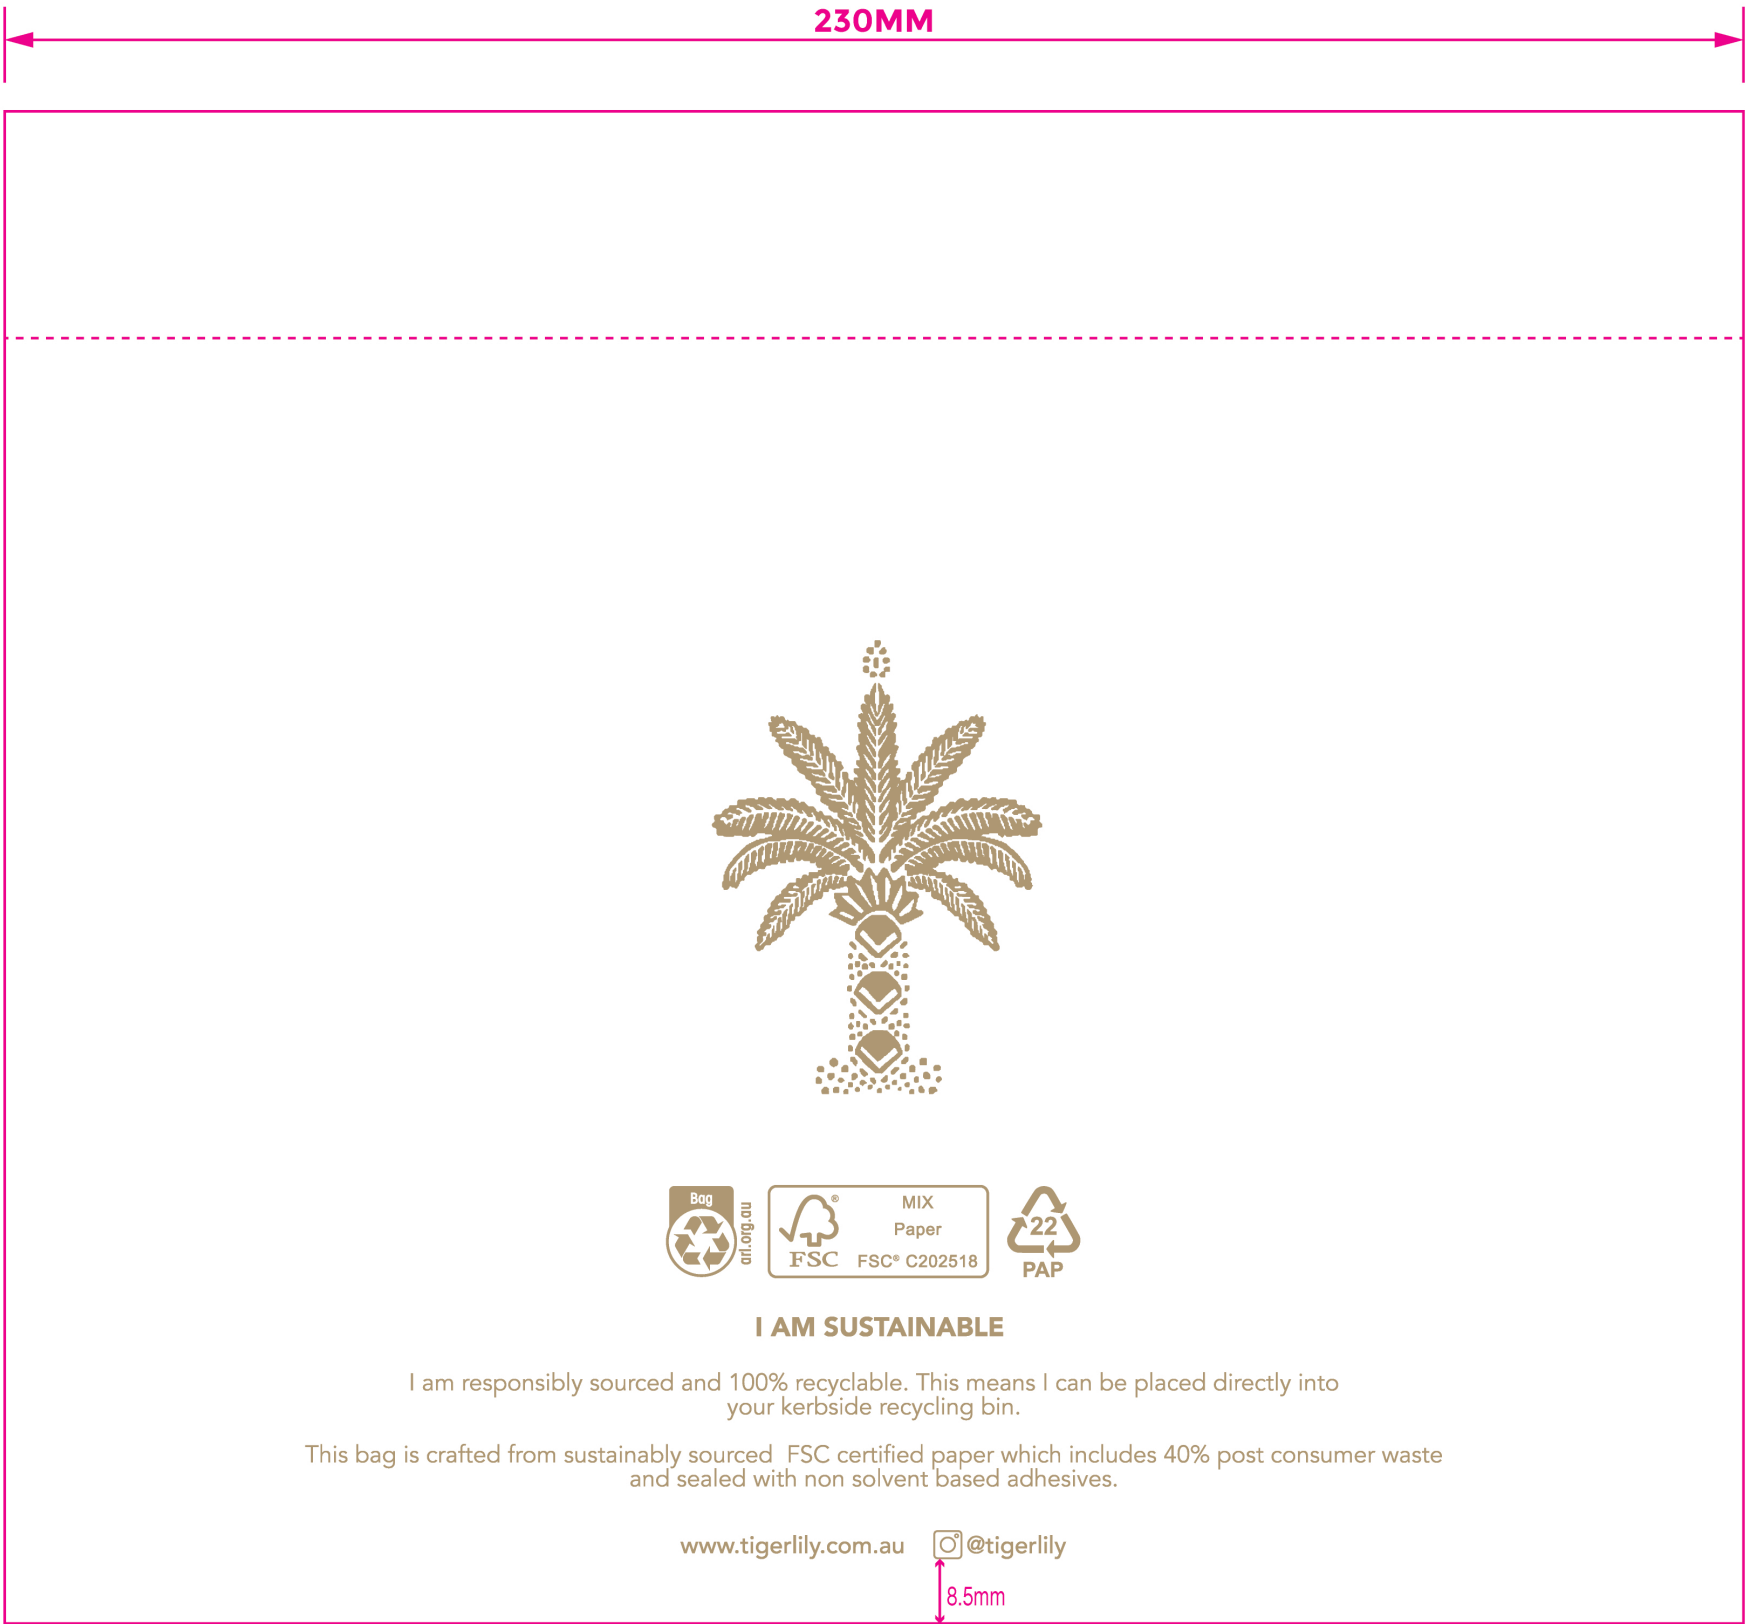 230MM
Bag
arl.org.au
®
FSC
MIX
Paper
FSC® C202518
22
PAP
I AM SUSTAINABLE
I am responsibly sourced and 100% recyclable. This means I can be placed directly into
your kerbside recycling bin.
This bag is crafted from sustainably sourced  FSC certified paper which includes 40% post consumer waste
and sealed with non solvent based adhesives.
www.tigerlily.com.au @tigerlily
8.5mm